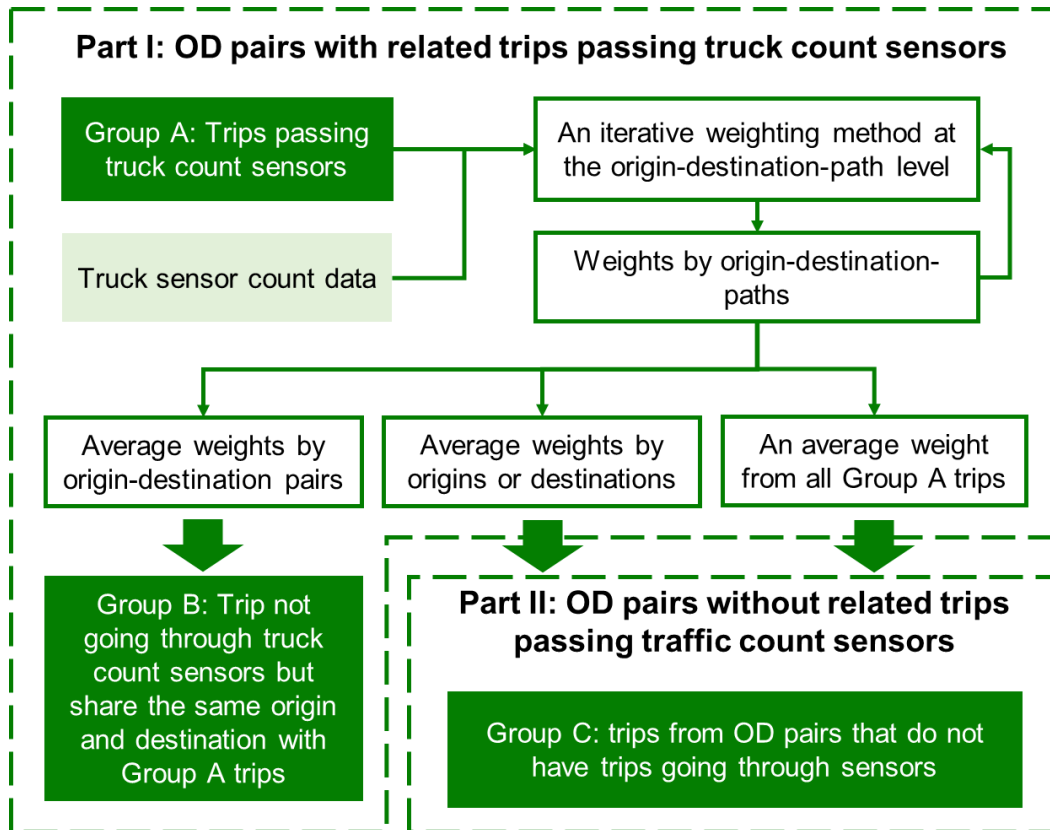 Part I: OD pairs with related trips passing truck count sensors
Group A: Trips passing
truck count sensors
An iterative weighting method at
the origin-destination-path level
Truck sensor count data
Weights by origin-destination-
paths
Average weights by
origin-destination pairs
Average weights by
origins or destinations
An average weight
from all Group A trips
Group B: Trip not
going through truck
count sensors but
share the same origin
and destination with
Group A trips
Part II: OD pairs without related trips
passing traffic count sensors
Group C: trips from OD pairs that do not
have trips going through sensors